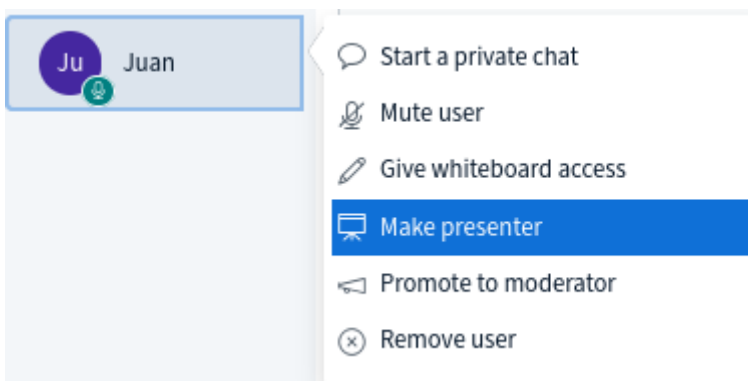 Ju Juan
Start a private chat
Mute user
Give whiteboard access
Make presenter
Promote to moderator
Remove user